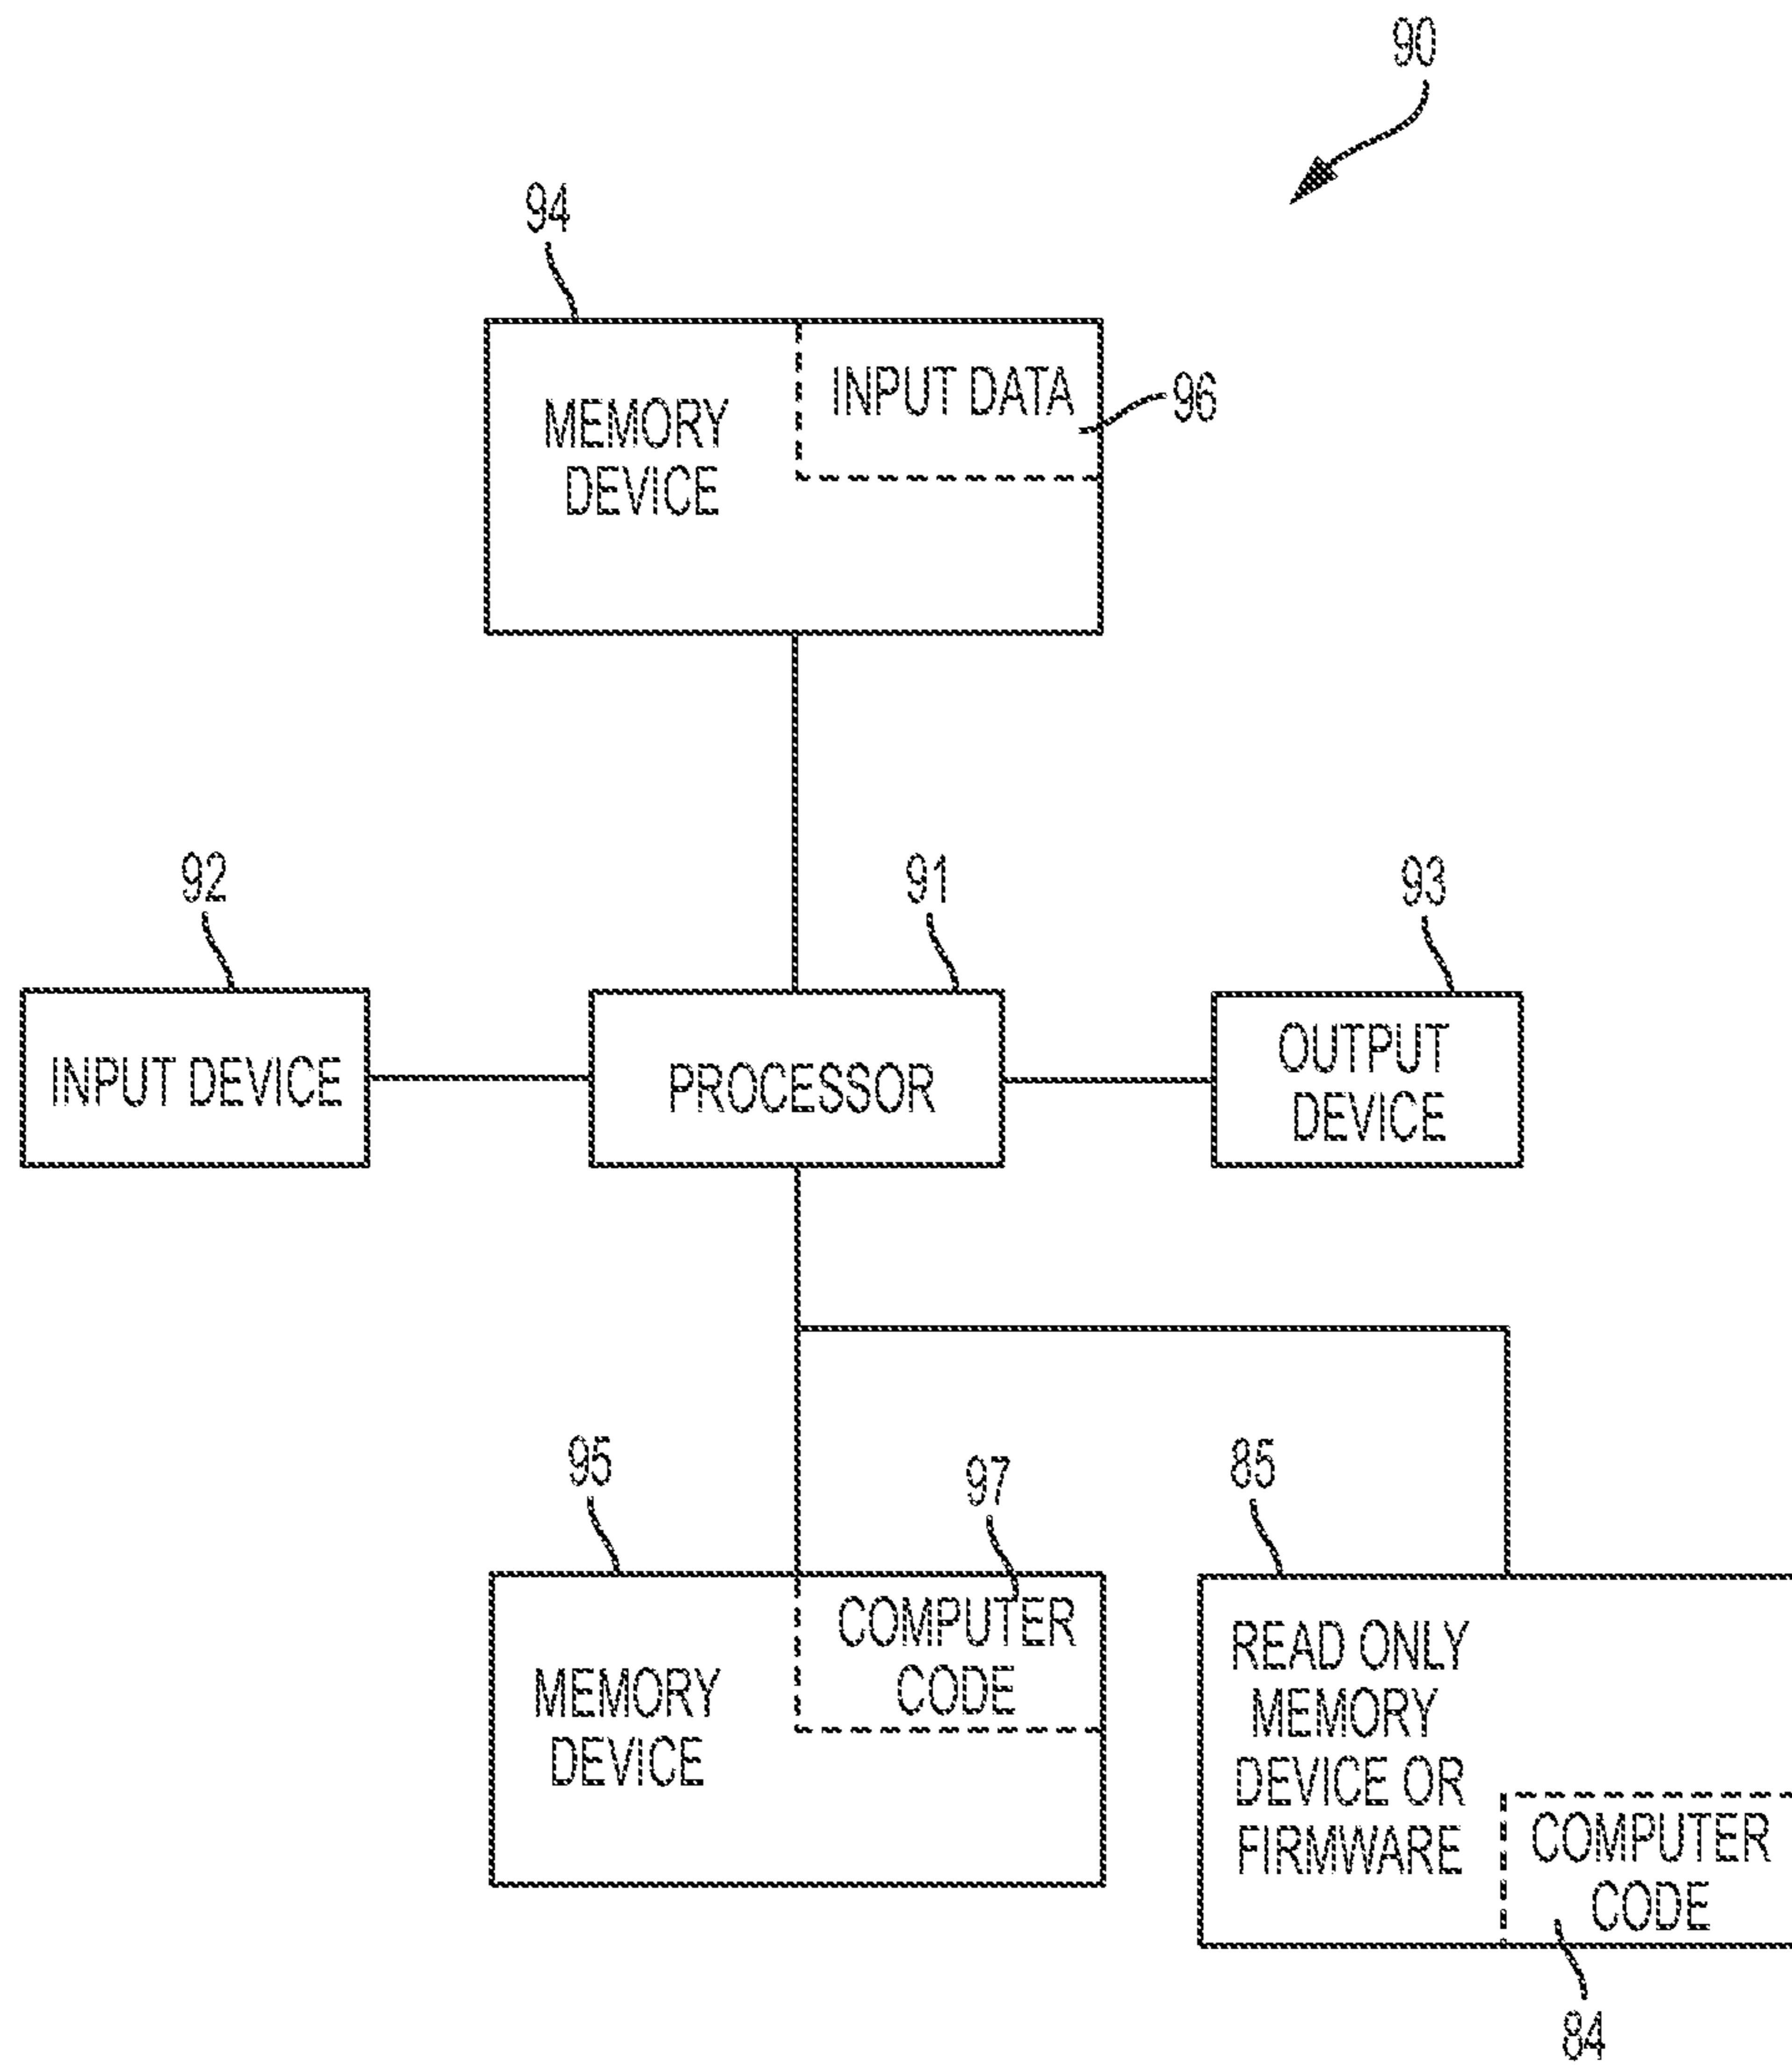 90
94
MEMORY
DEVICE
INPUT DATA
96
92
91
93
INPUT DEVICE
PROCESSOR
OUTPUT
DEVICE
95
97
85
MEMORY
DEVICE
COMPUTER
CODE
READ ONLY
MEMORY
DEVICE OR
FIRMWARE
COMPUTER
CODE
84